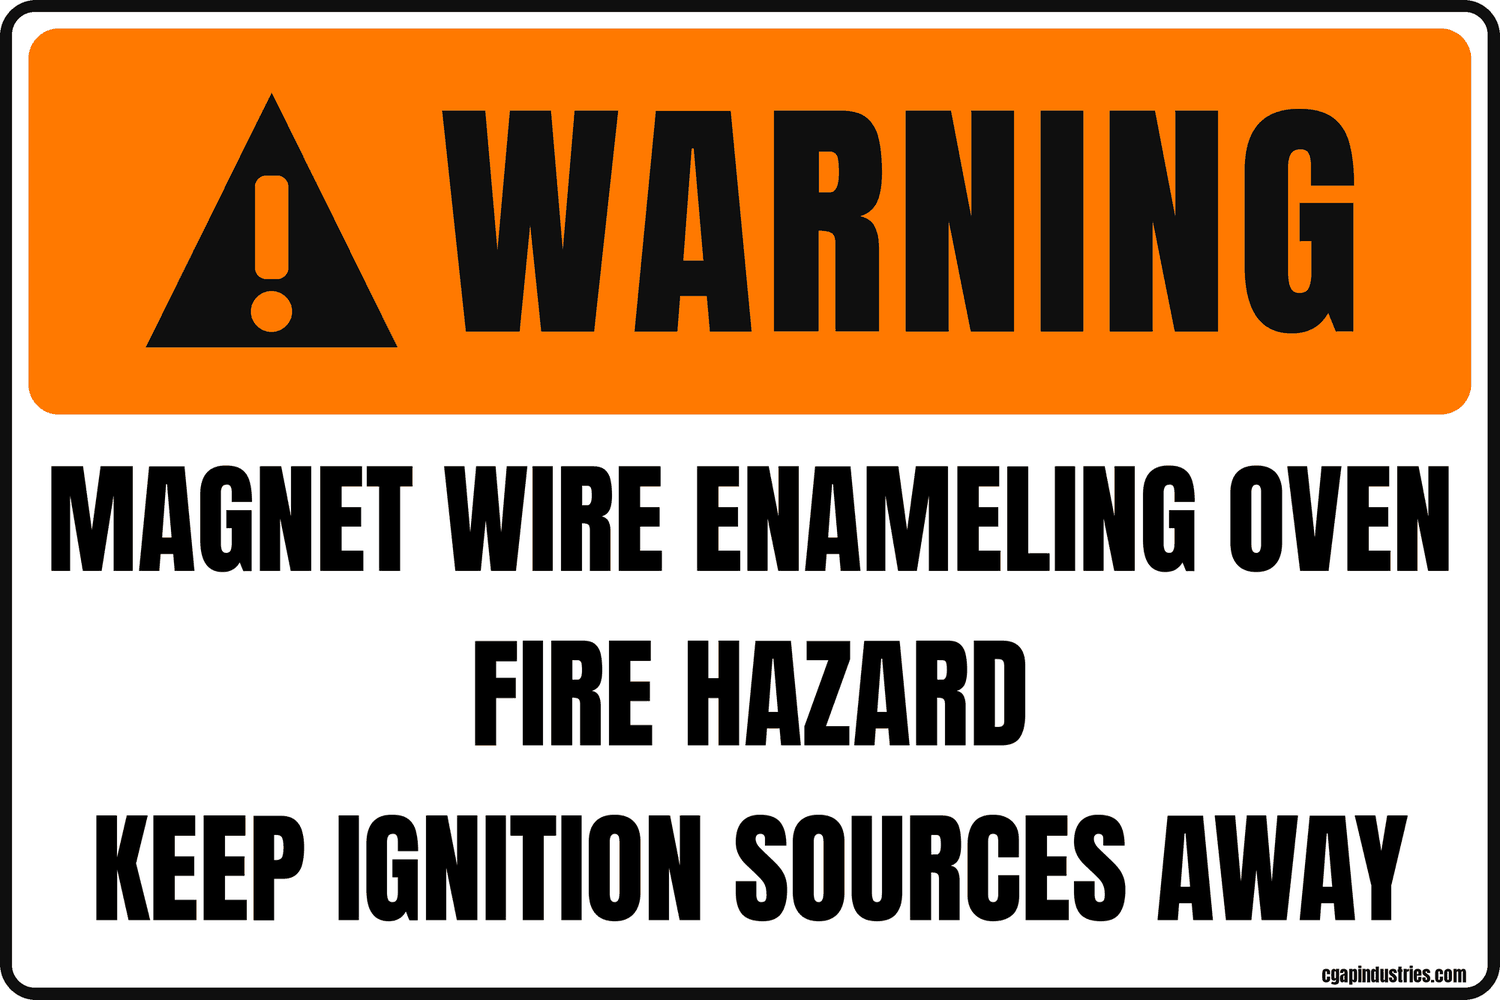 WARNING
MAGNET WIRE ENAMELING OVEN
FIRE HAZARD
KEEP IGNITION SOURCES AWAY
cgapindustries.com